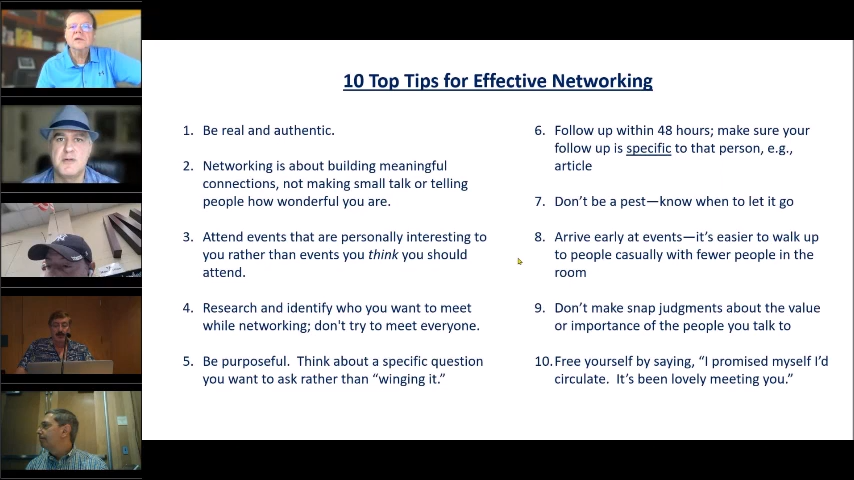 10 Top Tips for Effective Networking
1. Be real and authentic.
2. Networking is about building meaningful
connections, not making small talk or telling
people how wonderful you are.
3. Attend events that are personally interesting to
you rather than events you think you should
attend.
4. Research and identify who you want to meet
while networking; don't try to meet everyone.
5. Be purposeful. Think about a specific question
you want to ask rather than “winging it.”
6. Follow up within 48 hours; make sure your
follow up is specific to that person, e.g.,
article
7. Don’t be a pest—know when to let it go
8. Arrive early at events—it’s easier to walk up
to people casually with fewer people in the
room
9. Don’t make snap judgments about the value
or importance of the people you talk to
10. Free yourself by saying, “I promised myself I’d
circulate. It’s been lovely meeting you.”